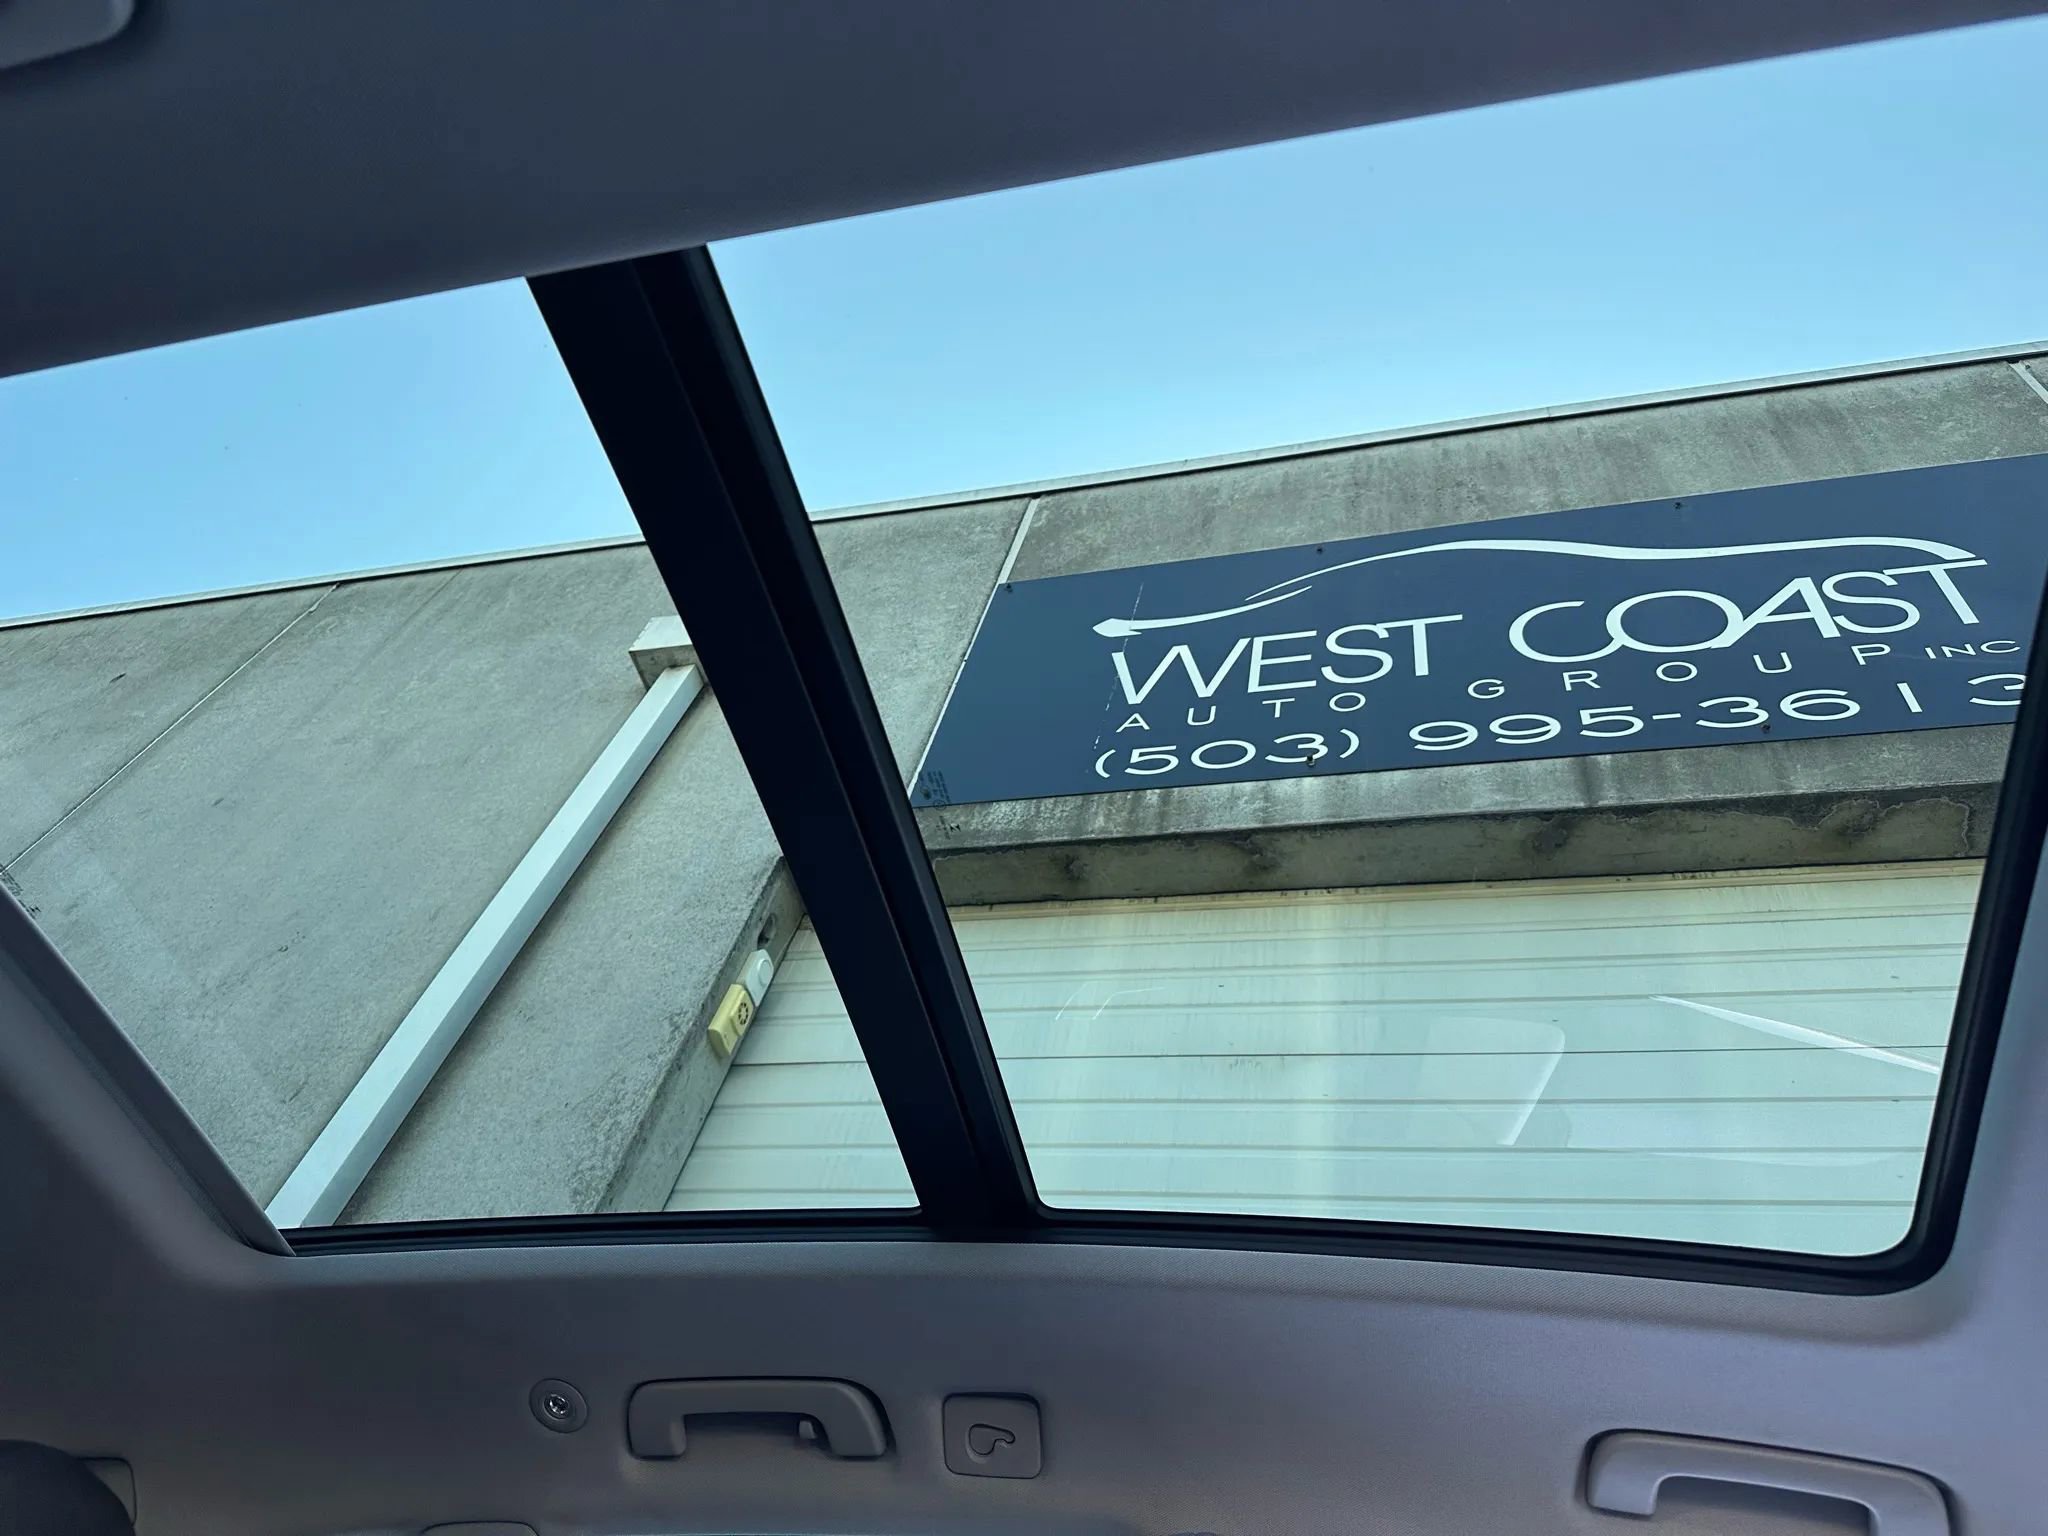 WEST COAST
AUTO GROUP INC
(503) 995-3613